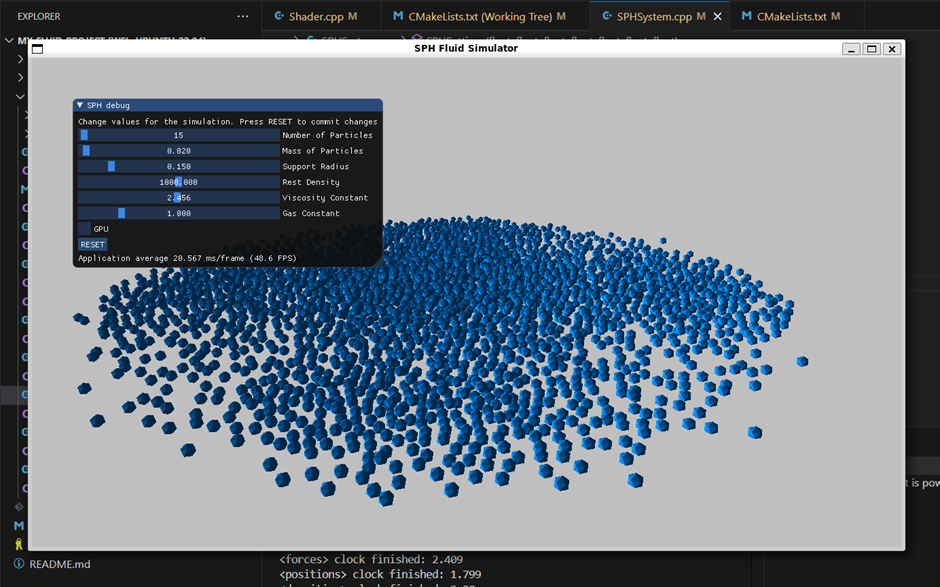 EXPLORER
Shader.cpp M
CMakeLists.txt (Working Tree) M
SPHSystem.cpp M
CMakeLists.txt M
SPH Fluid Simulator
SPH debug
Change values for the simulation. Press RESET to commit changes
15 Number of Particles
0.020 Mass of Particles
0.150 Support Radius
1000.000 Rest Density
2.456 Viscosity Constant
1.000 Gas Constant
GPU
RESET
Application average 20.567 ms/frame (48.6 FPS)
t is pow
M
README.md
<forces> clock finished: 2.409
<positions> clock finished: 1.799